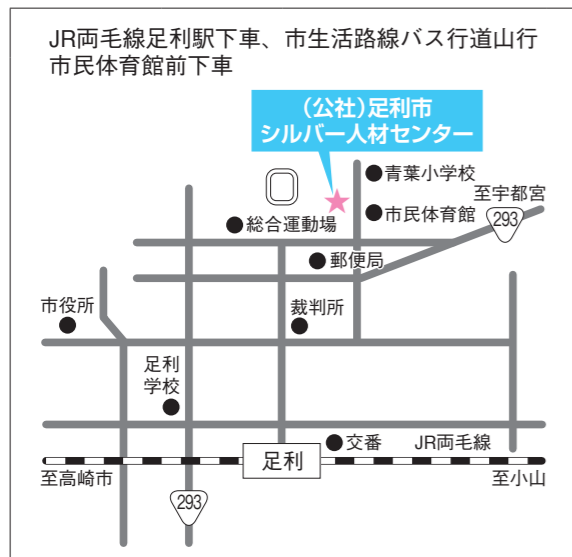 JR両毛線足利駅下車、市生活路線バス行道山行
市民体育館前下車
（公社）足利市
シルバー人材センター
青葉小学校
至宇都宮
293
市民体育館
総合運動場
郵便局
市役所
裁判所
足利
学校
交番
JR両毛線
足利
至高崎市
至小山
293